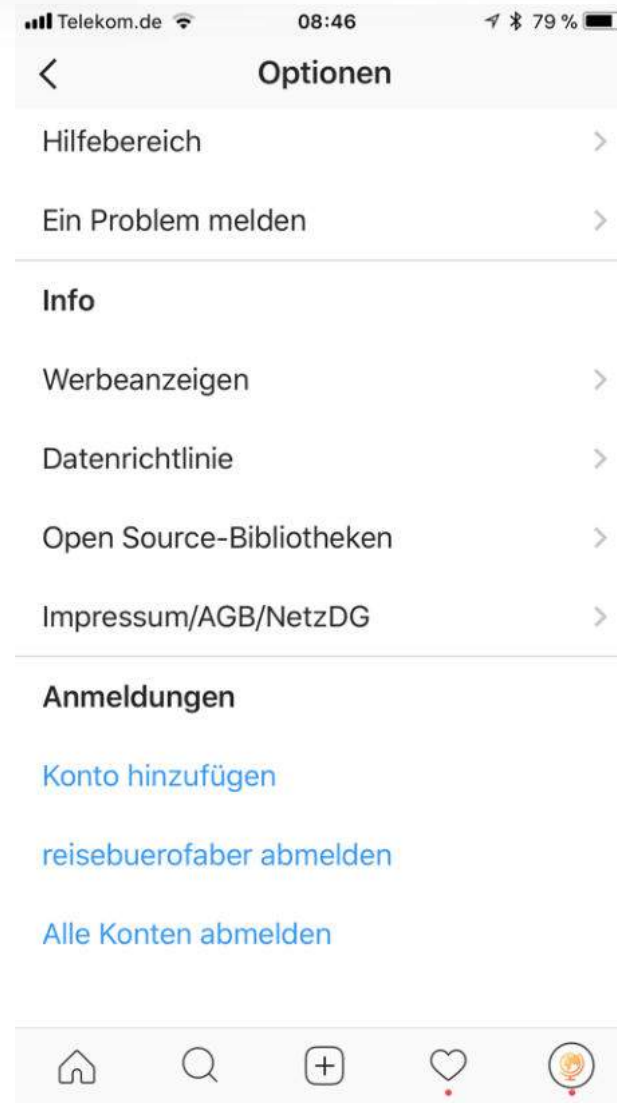 Telekom.de 08:46 79 %
Optionen
Hilfebereich
Ein Problem melden
Info
Werbeanzeigen
Datenrichtlinie
Open Source-Bibliotheken
Impressum/AGB/NetzDG
Anmeldungen
Konto hinzufügen
reisebuerofaber abmelden
Alle Konten abmelden